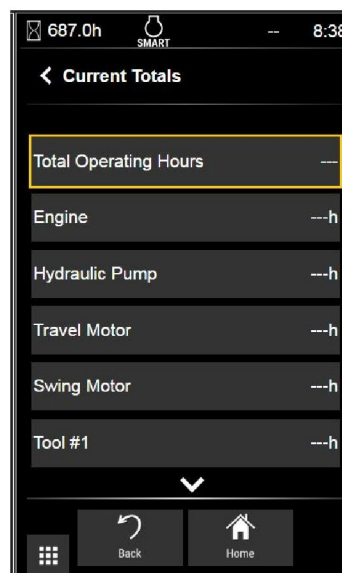 687.0h SMART -- 8:38
Current Totals
Total Operating Hours ---
Engine ---h
Hydraulic Pump ---h
Travel Motor ---h
Swing Motor ---h
Tool #1 ---h
Back Home